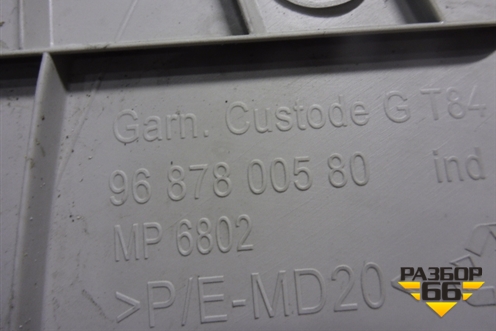 Garn. Custode G T84
96 878 005 80 ind
MP 6802
>P/E-MD20<
РАЗБОР
66